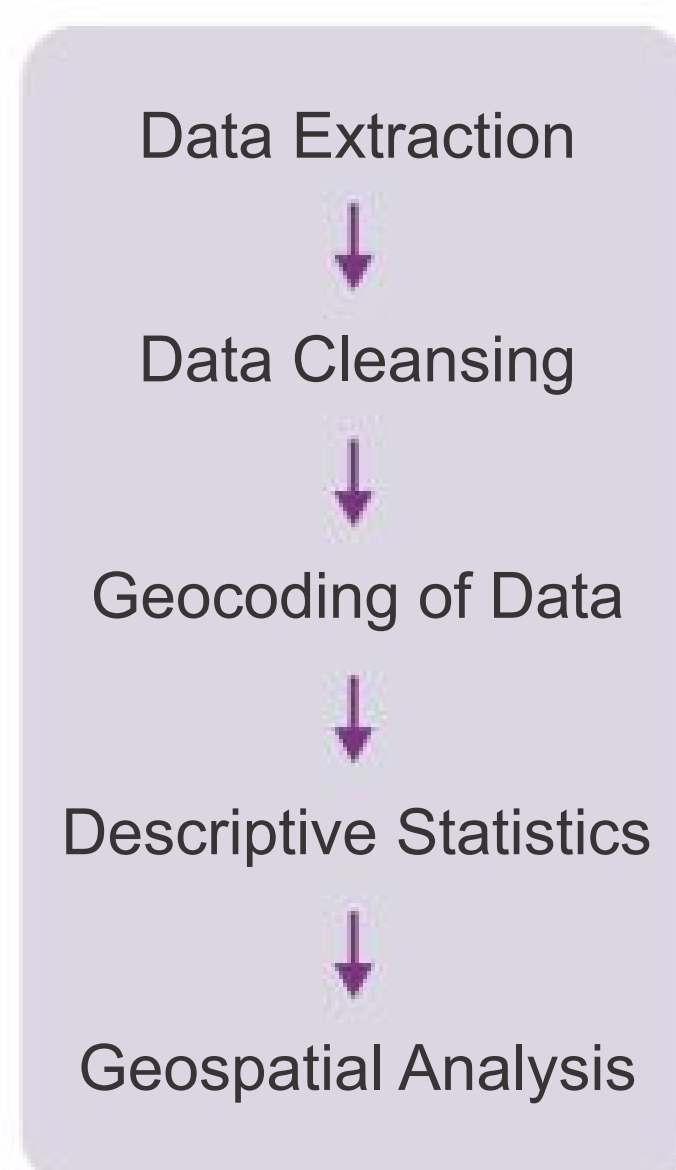 Data Extraction
Data Cleansing
Geocoding of Data
Descriptive Statistics
Geospatial Analysis